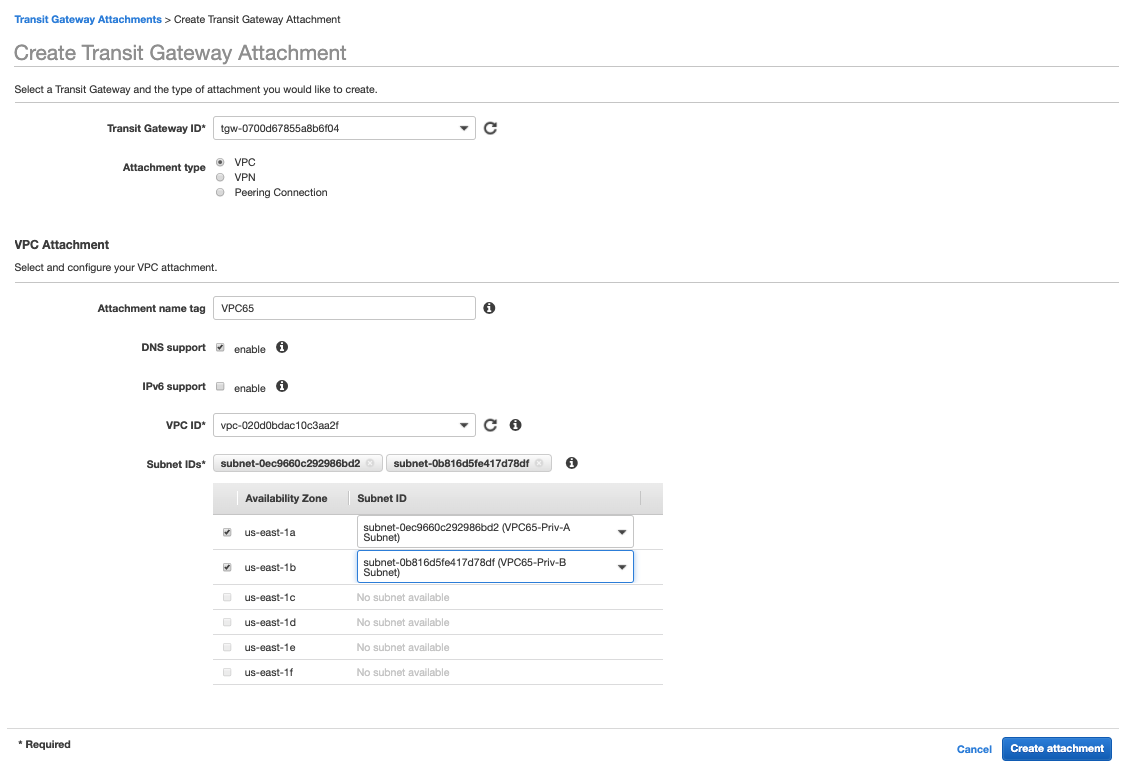 Transit Gateway Attachments > Create Transit Gateway Attachment
Create Transit Gateway Attachment
Select a Transit Gateway and the type of attachment you would like to create.
Transit Gateway ID* tgw-0700d67855a8b6f04
Attachment type VPC
VPN
Peering Connection
VPC Attachment
Select and configure your VPC attachment.
Attachment name tag VPC65
DNS support enable
IPv6 support enable
VPC ID* vpc-020d0bdac10c3aa2f
Subnet IDs* subnet-0ec9660c292986bd2 subnet-0b816d5fe417d78df
Availability Zone Subnet ID
us-east-1a subnet-0ec9660c292986bd2 (VPC65-Priv-A
Subnet)
us-east-1b subnet-0b816d5fe417d78df (VPC65-Priv-B
Subnet)
us-east-1c No subnet available
us-east-1d No subnet available
us-east-1e No subnet available
us-east-1f No subnet available
* Required
Cancel Create attachment